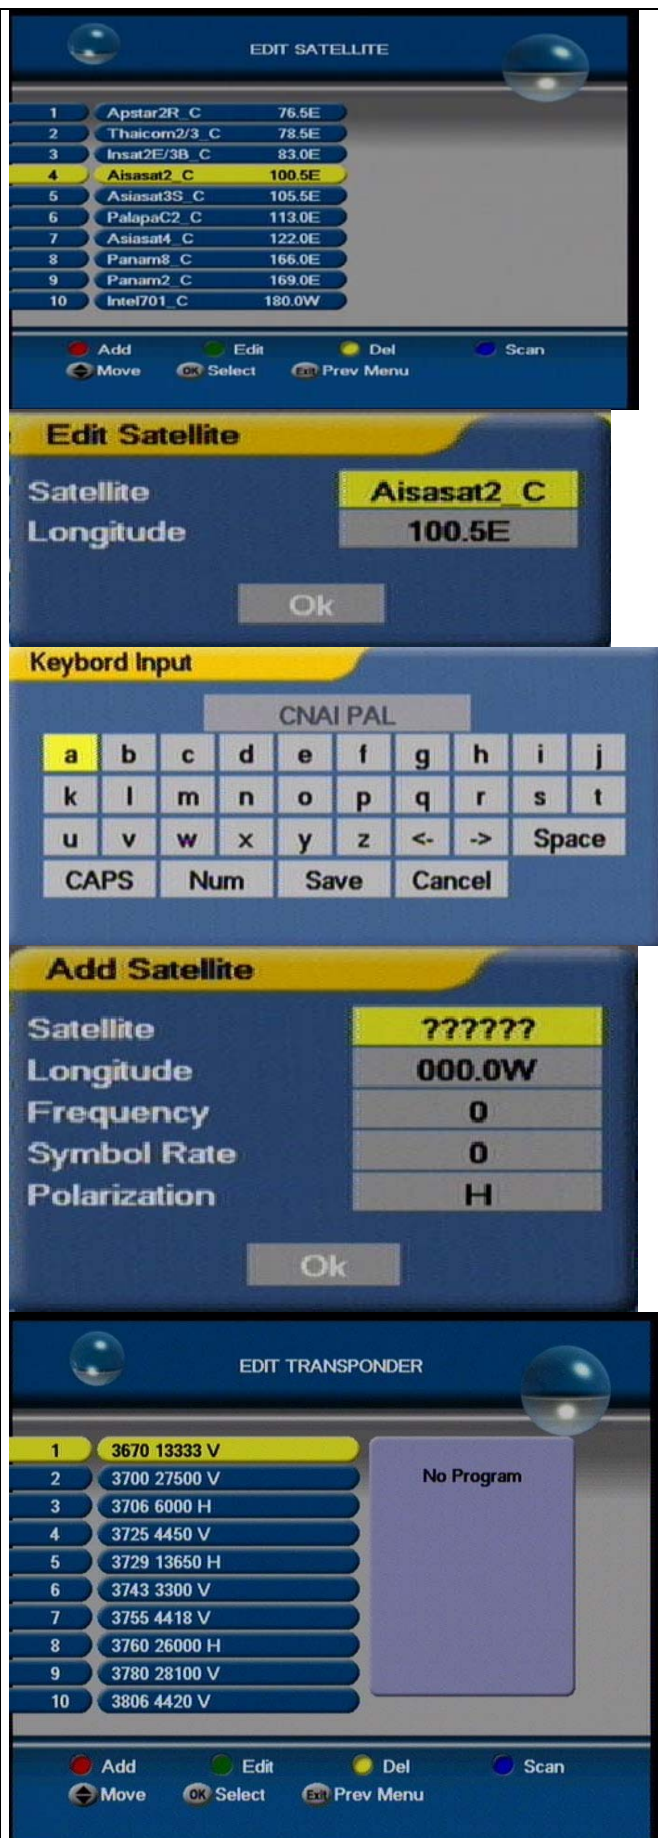 EDIT SATELLITE
1 Apstar2R_C 76.5E
2 Thaicom2/3_C 78.5E
3 Insat2E/3B_C 83.0E
4 Aisasat2_C 100.5E
5 Asiasat3S_C 105.5E
6 PalapaC2_C 113.0E
7 Asiasat4_C 122.0E
8 Panam8_C 166.0E
9 Panam2_C 169.0E
10 Intel701_C 180.0W
Add Edit Del Scan
Move OK Select Exit Prev Menu
Edit Satellite
Satellite Aisasat2_C
Longitude 100.5E
Ok
Keybord Input
CNAI PAL
a b c d e f g h i j
k l m n o p q r s t
u v w x y z <- -> Space
CAPS Num Save Cancel
Add Satellite
Satellite ??????
Longitude 000.0W
Frequency 0
Symbol Rate 0
Polarization H
Ok
EDIT TRANSPONDER
1 3670 13333 V
No Program
2 3700 27500 V
3 3706 6000 H
4 3725 4450 V
5 3729 13650 H
6 3743 3300 V
7 3755 4418 V
8 3760 26000 H
9 3780 28100 V
10 3806 4420 V
Add Edit Del Scan
Move OK Select Exit Prev Menu